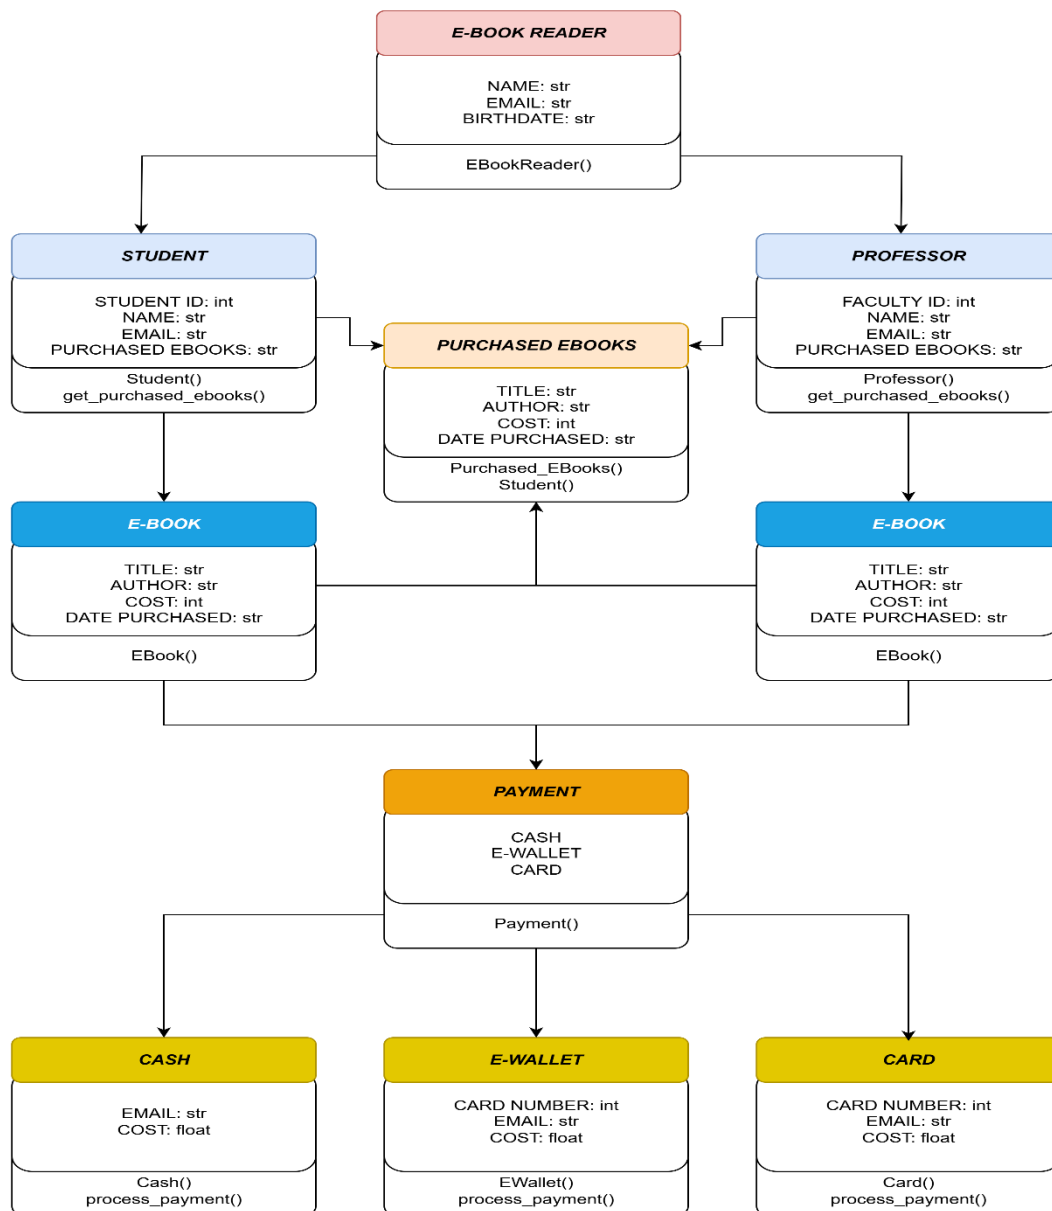 E-BOOK READER
NAME: str
EMAIL: str
BIRTHDATE: str
EBookReader()
STUDENT
STUDENT ID: int
NAME: str
EMAIL: str
PURCHASED EBOOKS: str
Student()
get_purchased_ebooks()
PURCHASED EBOOKS
TITLE: str
AUTHOR: str
COST: int
DATE PURCHASED: str
Purchased_EBooks()
Student()
PROFESSOR
FACULTY ID: int
NAME: str
EMAIL: str
PURCHASED EBOOKS: str
Professor()
get_purchased_ebooks()
E-BOOK
TITLE: str
AUTHOR: str
COST: int
DATE PURCHASED: str
EBook()
E-BOOK
TITLE: str
AUTHOR: str
COST: int
DATE PURCHASED: str
EBook()
PAYMENT
CASH
E-WALLET
CARD
Payment()
CASH
EMAIL: str
COST: float
Cash()
process_payment()
E-WALLET
CARD NUMBER: int
EMAIL: str
COST: float
EWallet()
process_payment()
CARD
CARD NUMBER: int
EMAIL: str
COST: float
Card()
process_payment()